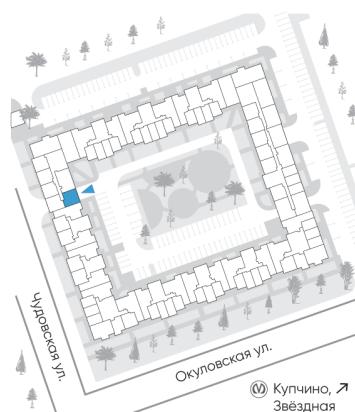 Чудовская ул.
Окуловская ул.
Купчино, ↗
Звёздная